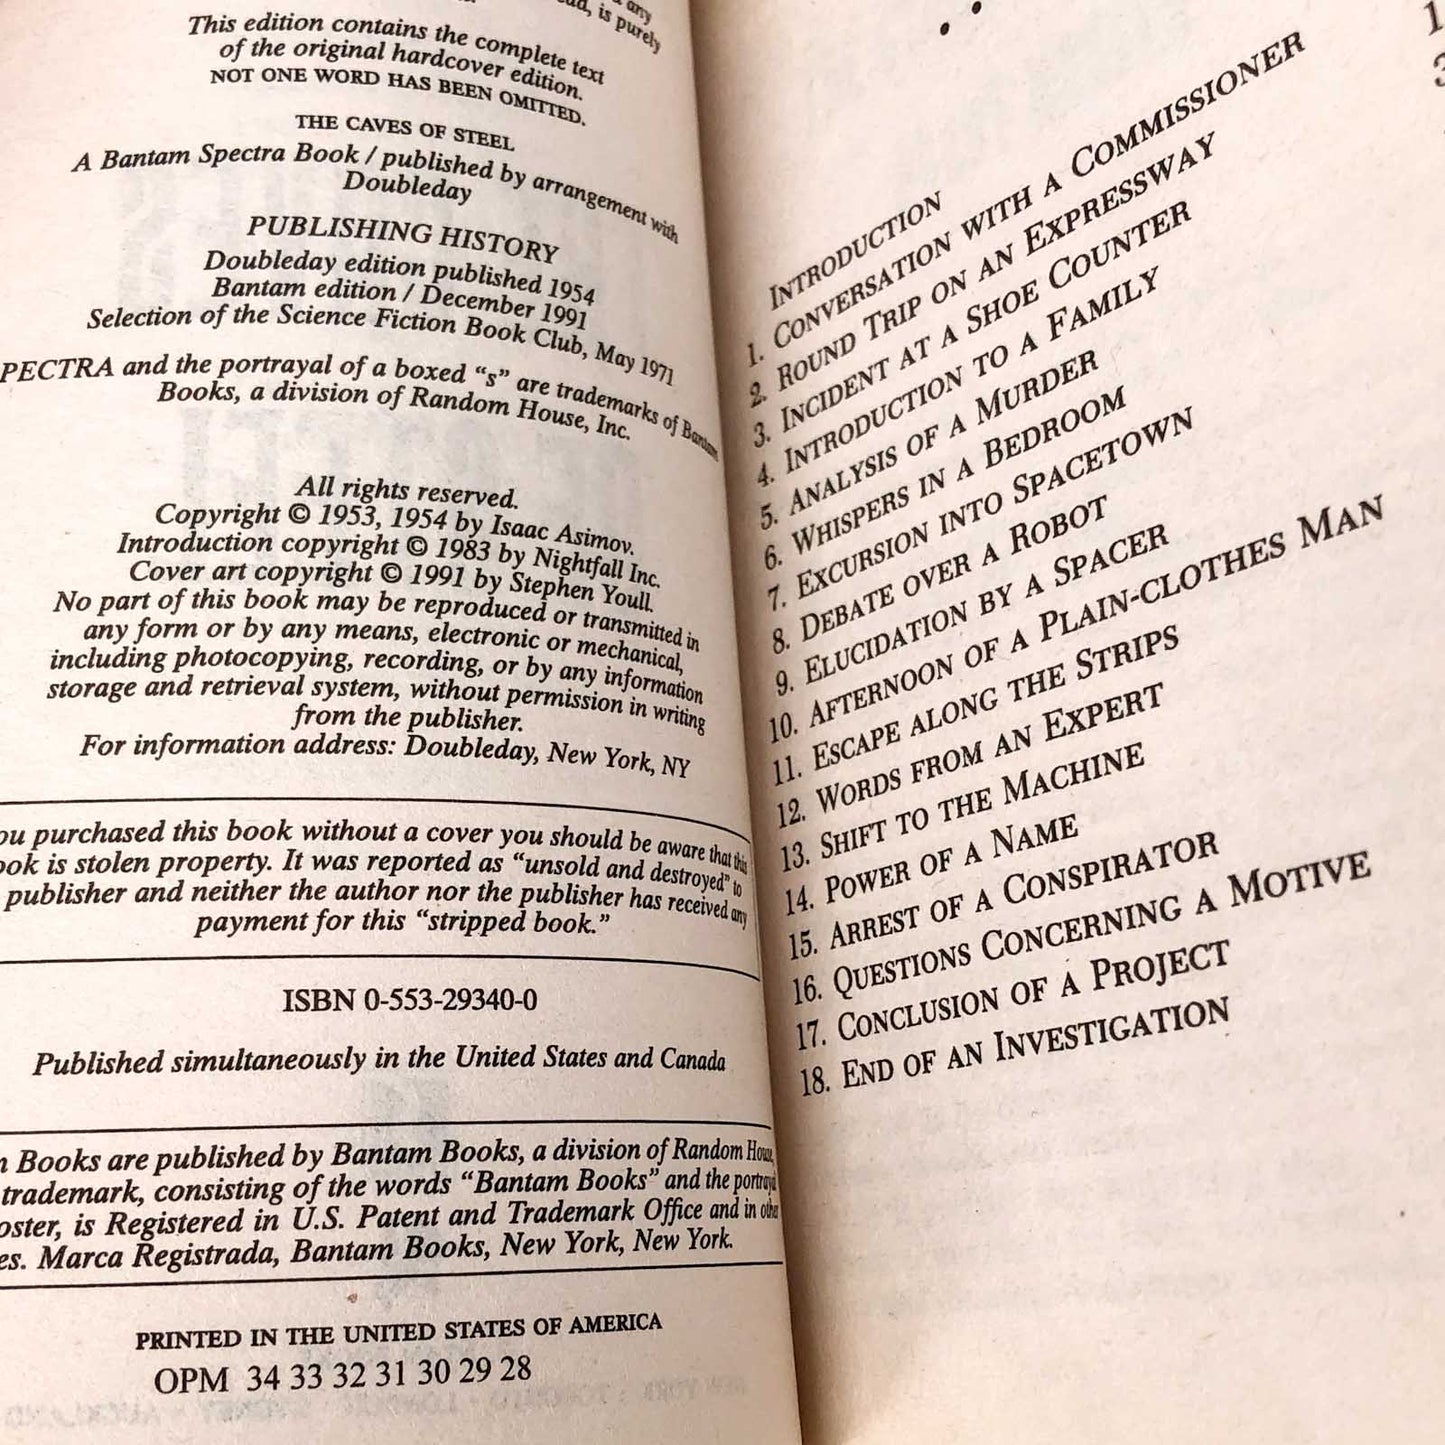 any
is purely
This edition contains the complete text
of the original hardcover edition.
NOT ONE WORD HAS BEEN OMITTED.
THE CAVES OF STEEL
A Bantam Spectra Book / published by arrangement with
Doubleday
PUBLISHING HISTORY
Doubleday edition published 1954
Bantam edition / December 1991
Selection of the Science Fiction Book Club, May 1971
PECTRA and the portrayal of a boxed “s” are trademarks of Bantam
Books, a division of Random House, Inc.
All rights reserved.
Copyright © 1953, 1954 by Isaac Asimov.
Introduction copyright © 1983 by Nightfall Inc.
Cover art copyright © 1991 by Stephen Youll.
No part of this book may be reproduced or transmitted in
any form or by any means, electronic or mechanical,
including photocopying, recording, or by any information
storage and retrieval system, without permission in writing
from the publisher.
For information address: Doubleday, New York, NY
ou purchased this book without a cover you should be aware that this
ook is stolen property. It was reported as “unsold and destroyed” to
publisher and neither the author nor the publisher has received any
payment for this “stripped book.”
ISBN 0-553-29340-0
Published simultaneously in the United States and Canada
Books are published by Bantam Books, a division of Random House,
trademark, consisting of the words “Bantam Books” and the portrayal
oster, is Registered in U.S. Patent and Trademark Office and in other
es. Marca Registrada, Bantam Books, New York, New York.
PRINTED IN THE UNITED STATES OF AMERICA
OPM 34 33 32 31 30 29 28
INTRODUCTION
1. CONVERSATION WITH A COMMISSIONER
2. ROUND TRIP ON AN EXPRESSWAY
3. INCIDENT AT A SHOE COUNTER
4. INTRODUCTION TO A FAMILY
5. ANALYSIS OF A MURDER
6. WHISPERS IN A BEDROOM
7. EXCURSION INTO SPACETOWN
8. DEBATE OVER A ROBOT
9. ELUCIDATION BY A SPACER
10. AFTERNOON OF A PLAIN-CLOTHES MAN
11. ESCAPE ALONG THE STRIPS
12. WORDS FROM AN EXPERT
13. SHIFT TO THE MACHINE
14. POWER OF A NAME
15. ARREST OF A CONSPIRATOR
16. QUESTIONS CONCERNING A MOTIVE
17. CONCLUSION OF A PROJECT
18. END OF AN INVESTIGATION